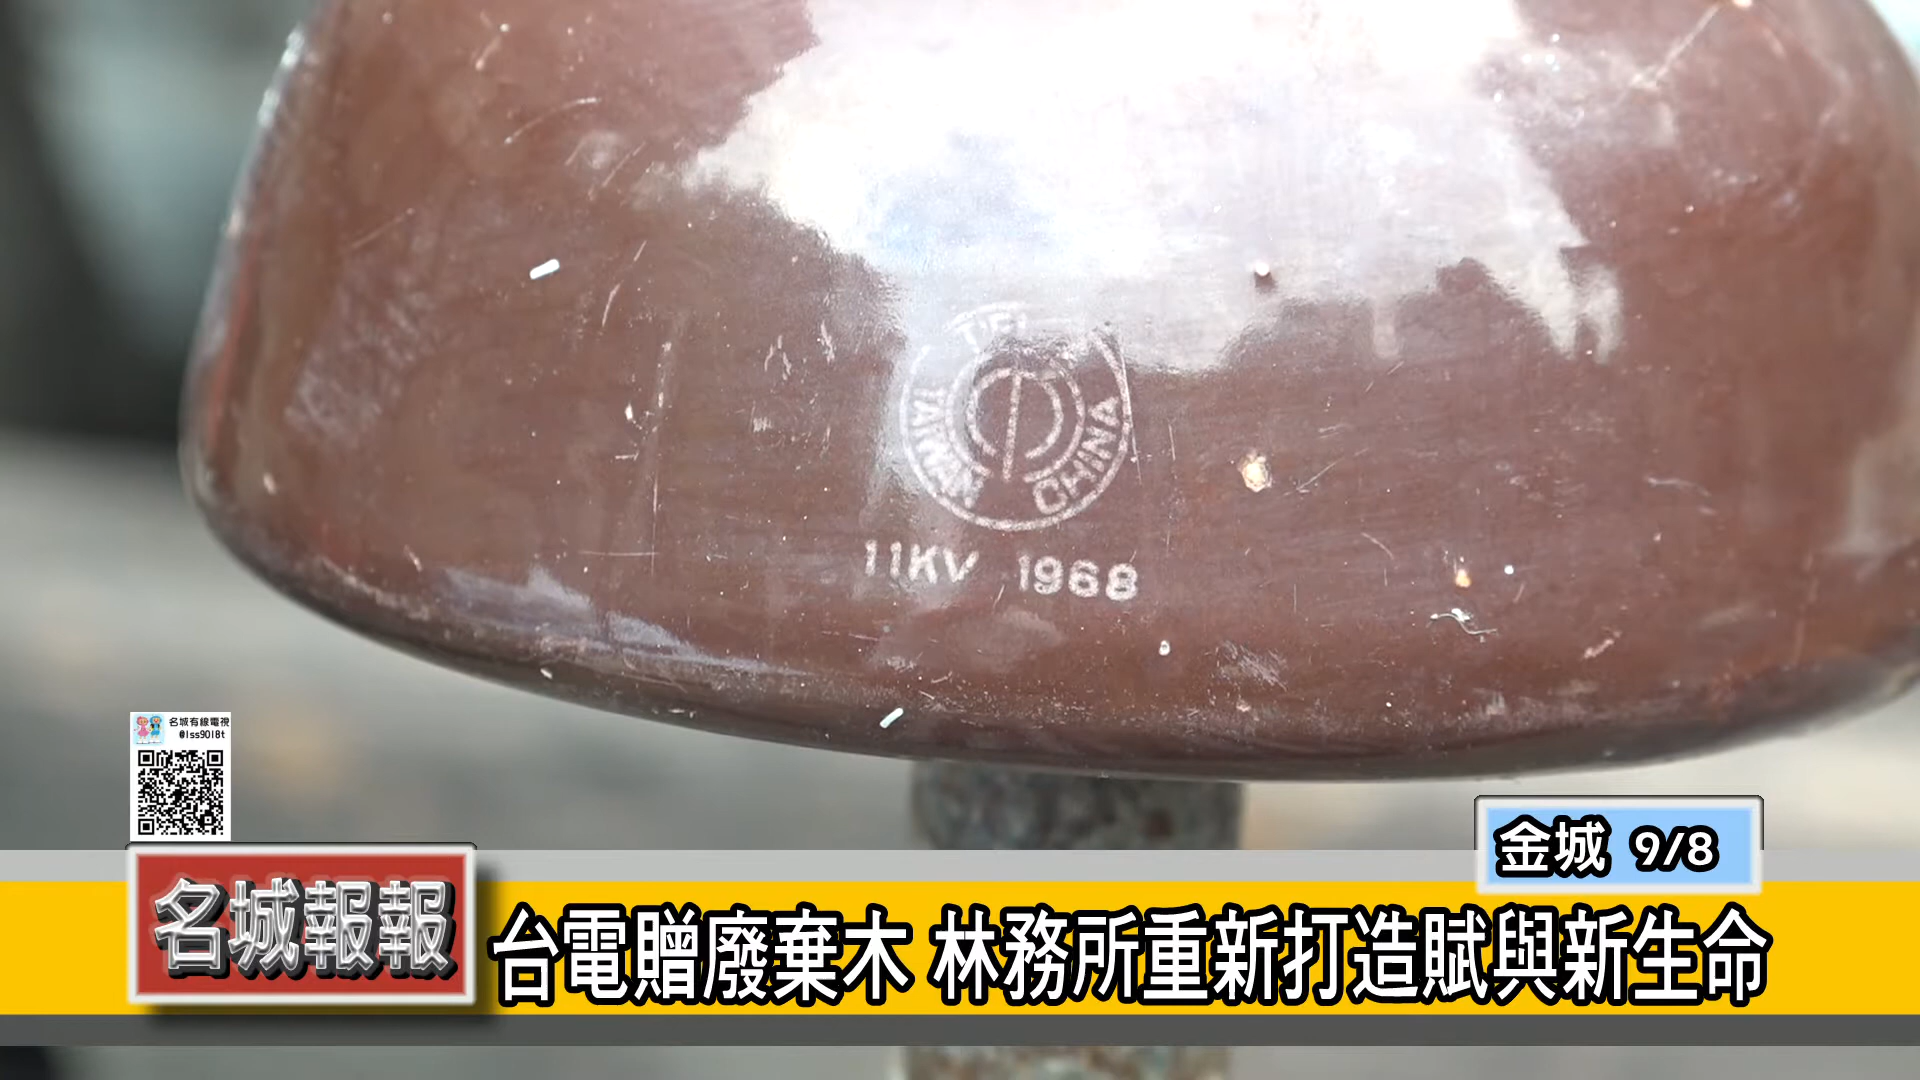 TAIWAN CHINA
11KV 1968
名城有線電視
@lss9018t
金城 9/8
名城報報
台電贈廢棄木 林務所重新打造賦與新生命